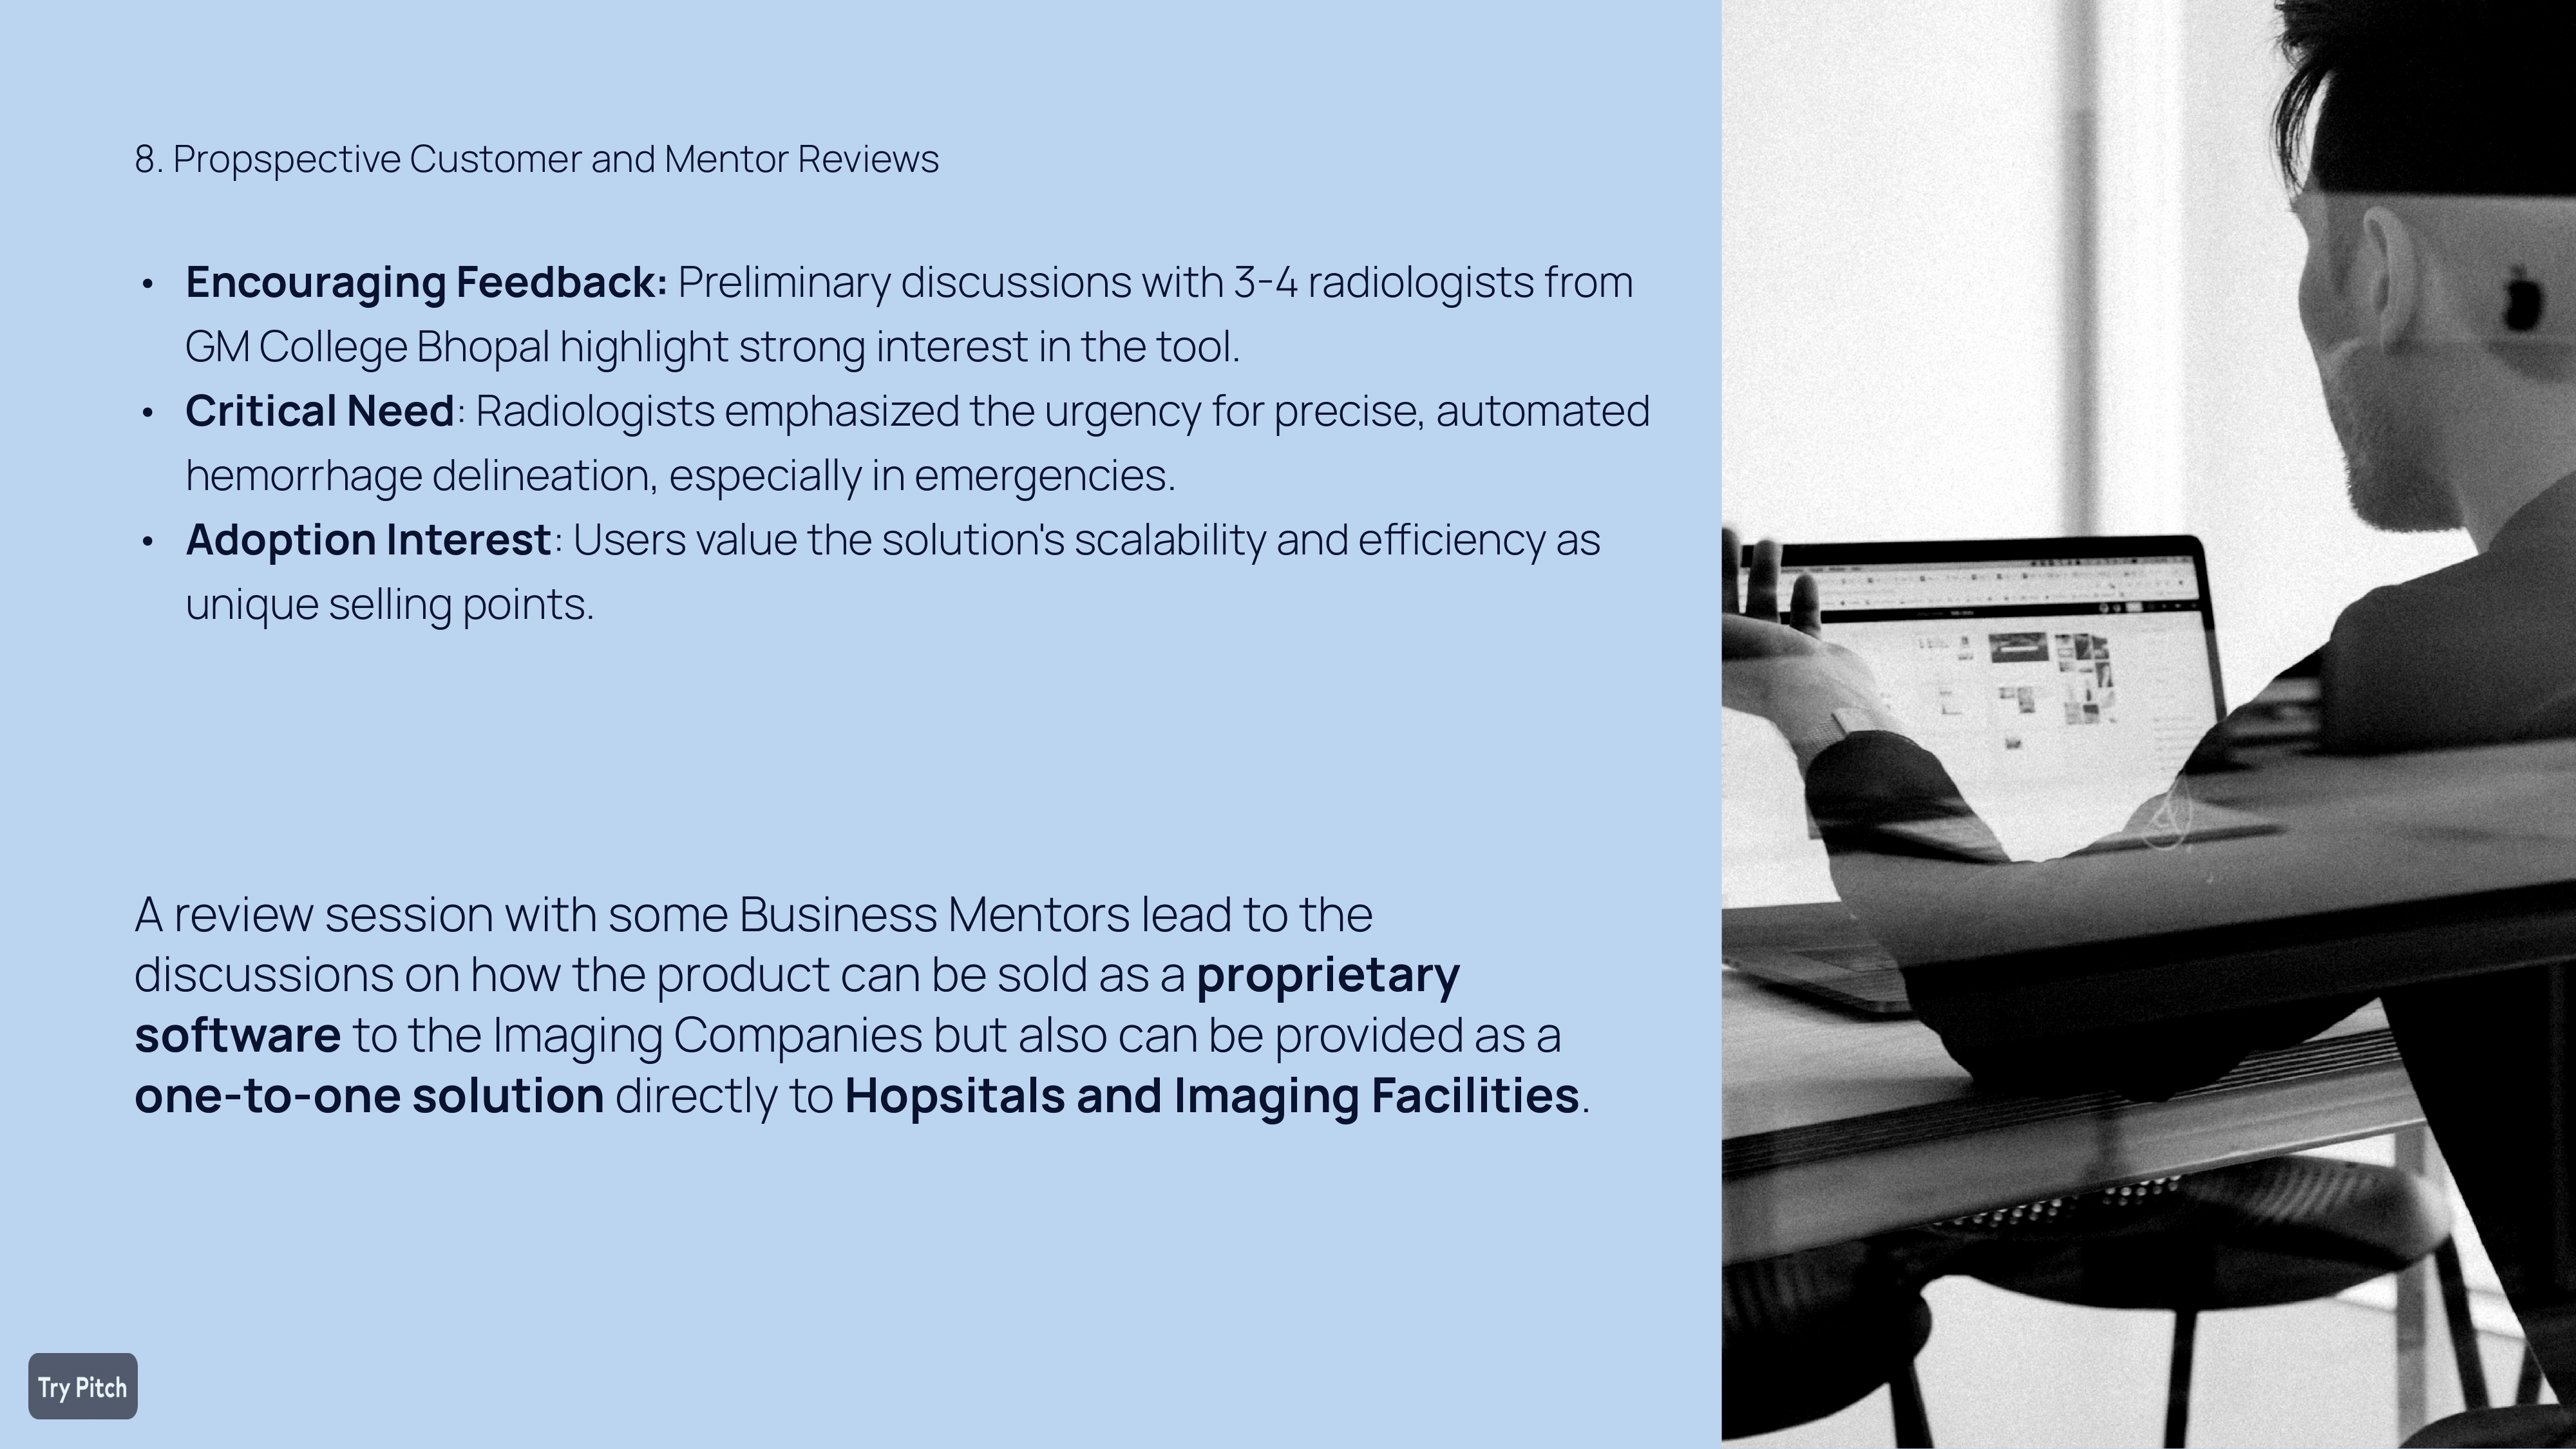 8. Propspective Customer and Mentor Reviews
• Encouraging Feedback: Preliminary discussions with 3-4 radiologists from
GM College Bhopal highlight strong interest in the tool.
• Critical Need: Radiologists emphasized the urgency for precise, automated
hemorrhage delineation, especially in emergencies.
• Adoption Interest: Users value the solution's scalability and efficiency as
unique selling points.
A review session with some Business Mentors lead to the
discussions on how the product can be sold as a proprietary
software to the Imaging Companies but also can be provided as a
one-to-one solution directly to Hopsitals and Imaging Facilities.
Try Pitch